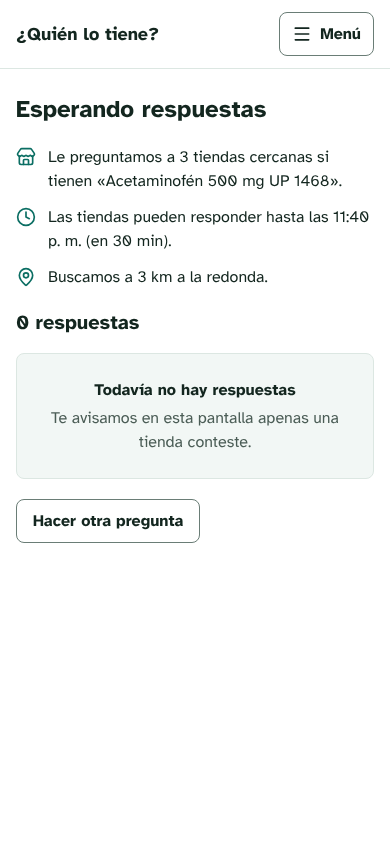 ¿Quién lo tiene?
Menú
Esperando respuestas
Le preguntamos a 3 tiendas cercanas si
tienen «Acetaminofén 500 mg UP 1468».
Las tiendas pueden responder hasta las 11:40
p. m. (en 30 min).
Buscamos a 3 km a la redonda.
0 respuestas
Todavía no hay respuestas
Te avisamos en esta pantalla apenas una
tienda conteste.
Hacer otra pregunta